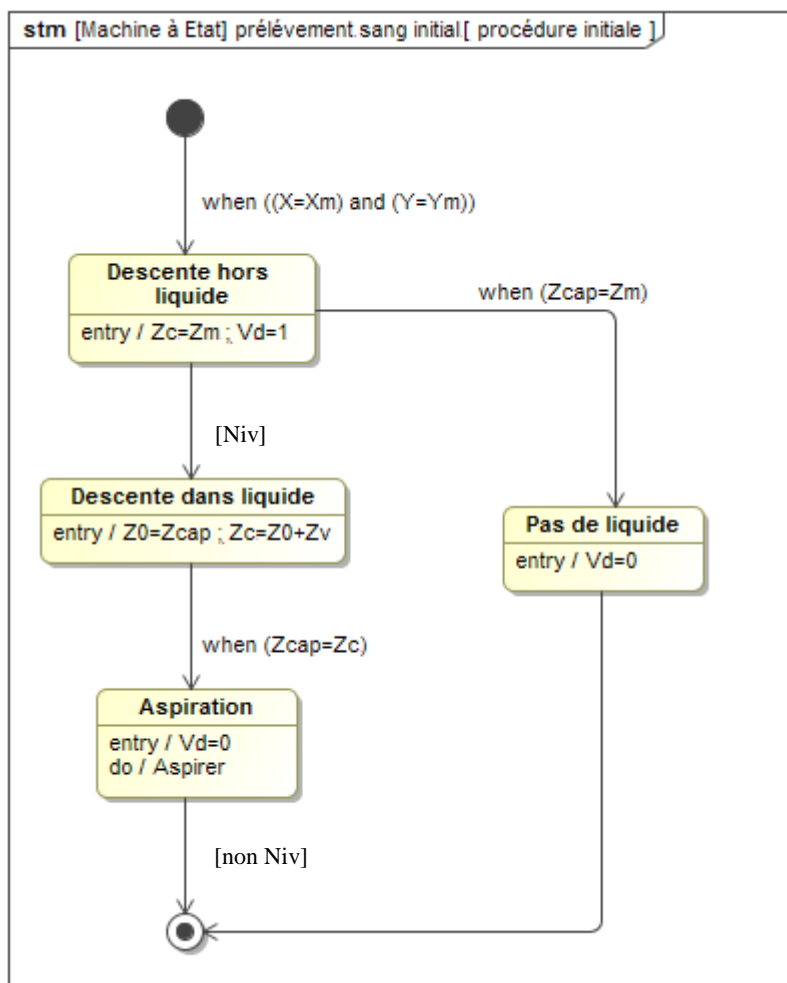 stm [Machine à Etat] prélévement.sang initial[ procédure initiale ]
when ((X=Xm) and (Y=Ym))
Descente hors
liquide
entry / Zc=Zm ; Vd=1
when (Zcap=Zm)
[Niv]
Descente dans liquide
entry / Z0=Zcap ; Zc=Z0+Zv
Pas de liquide
entry / Vd=0
when (Zcap=Zc)
Aspiration
entry / Vd=0
do / Aspirer
[non Niv]